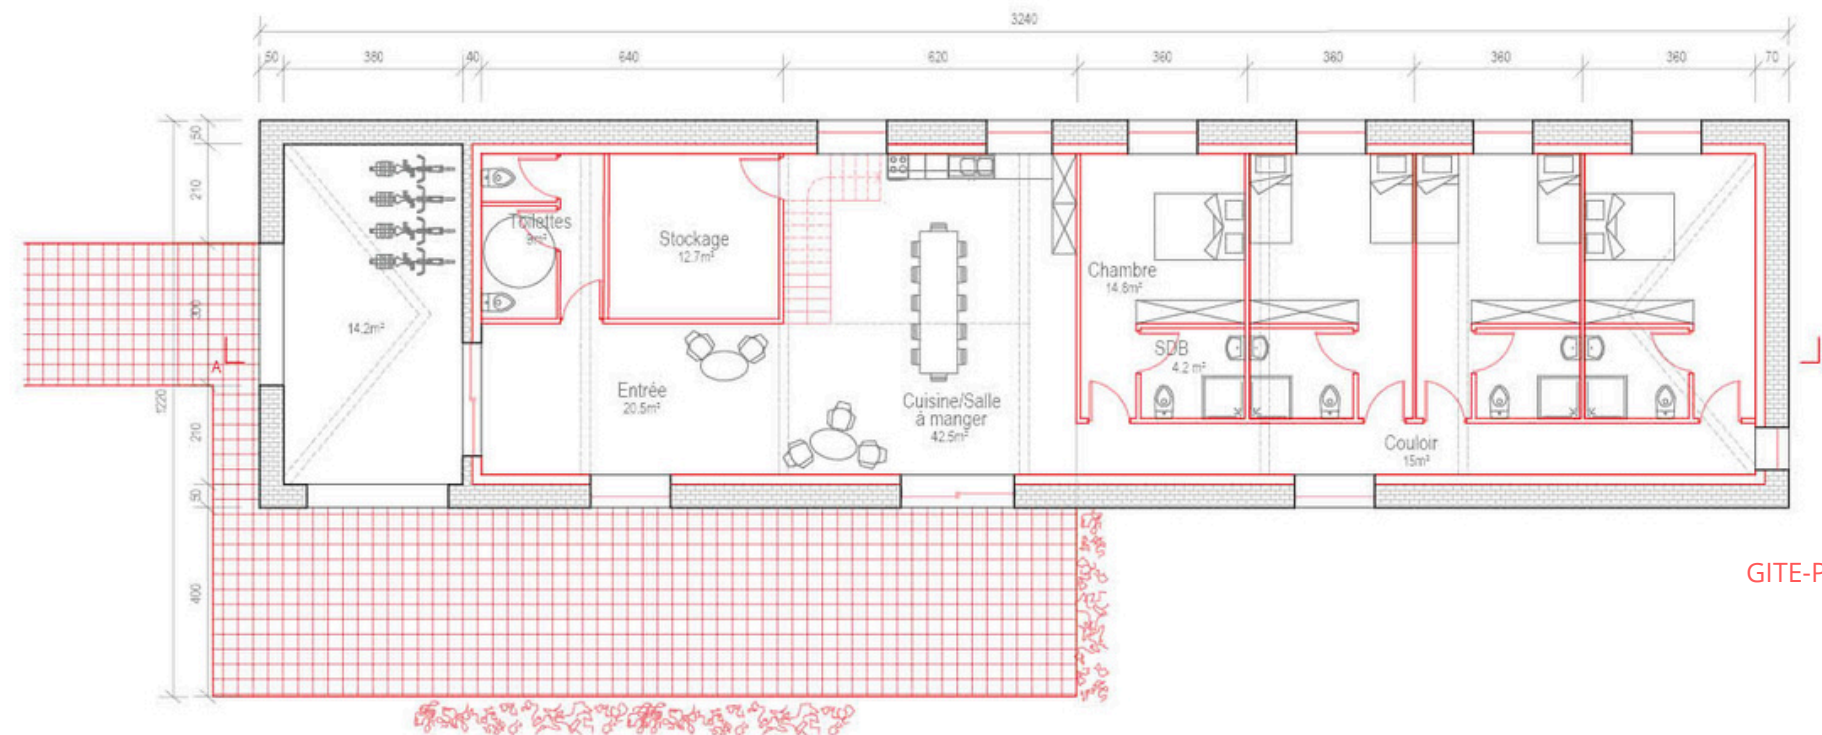 3240
50
380
40
640
620
360
360
360
360
70
50
210
300
210
50
400
1220
Toilettes
9m²
Stockage
12.7m²
14.2m²
Chambre
14.8m²
SDB
4.2 m²
A
Entrée
20.5m²
Cuisine/Salle
à manger
42.5m²
Couloir
15m²
GITE-P